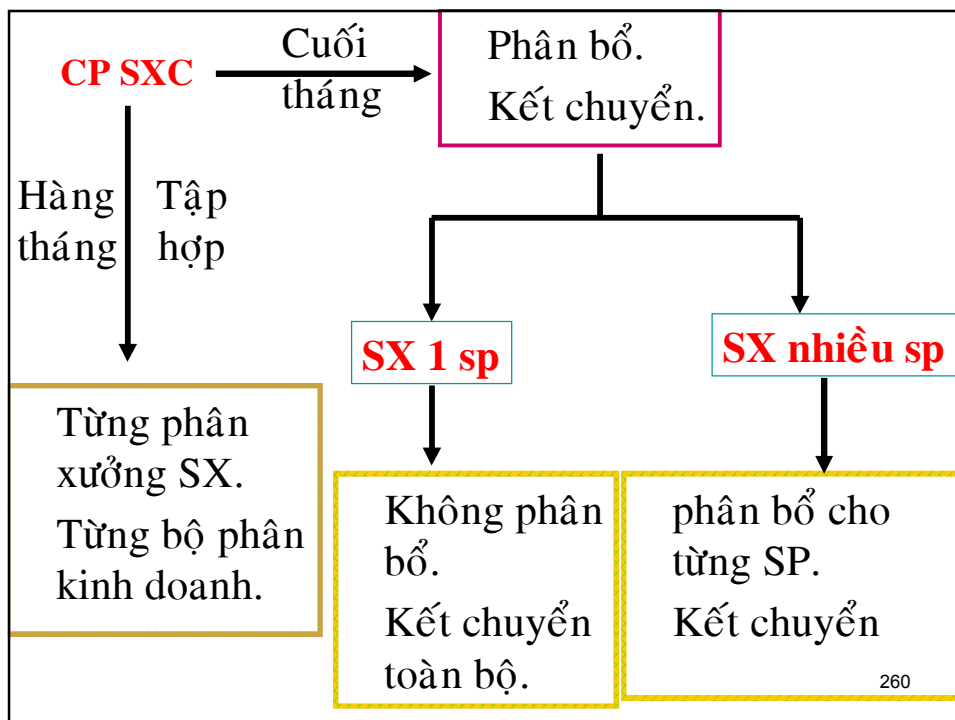 CP SXC
Cuối
tháng
Phân bổ.
Kết chuyển.
Hàng
tháng
Tập
hợp
SX 1 sp
SX nhiều sp
Từng phân
xưởng SX.
Từng bộ phân
kinh doanh.
Không phân
bổ.
Kết chuyển
toàn bộ.
phân bổ cho
từng SP.
Kết chuyển
260